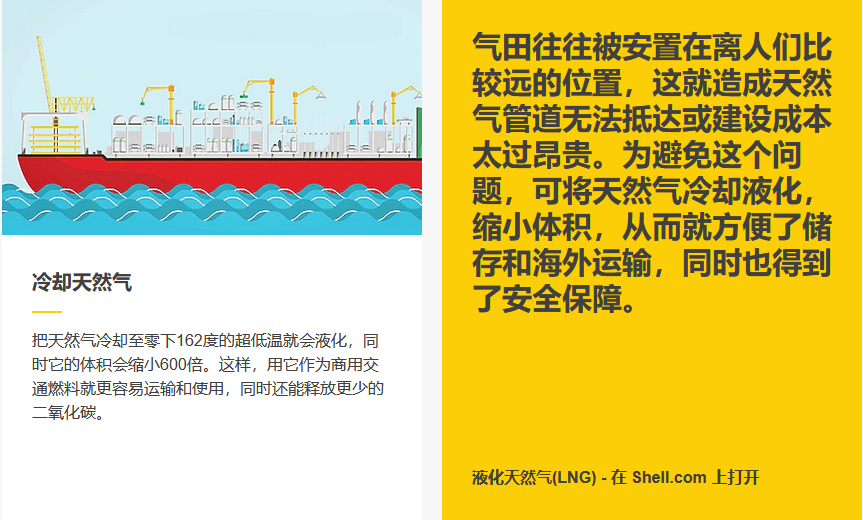 冷却天然气
把天然气冷却至零下162度的超低温就会液化，同
时它的体积会缩小600倍。这样，用它作为商用交
通燃料就更容易运输和使用，同时还能释放更少的
二氧化碳。
气田往往被安置在离人们比
较远的位置，这就造成天然
气管道无法抵达或建设成本
太过昂贵。为避免这个问
题，可将天然气冷却液化，
缩小体积，从而就方便了储
存和海外运输，同时也得到
了安全保障。
液化天然气(LNG) - 在 Shell.com 上打开